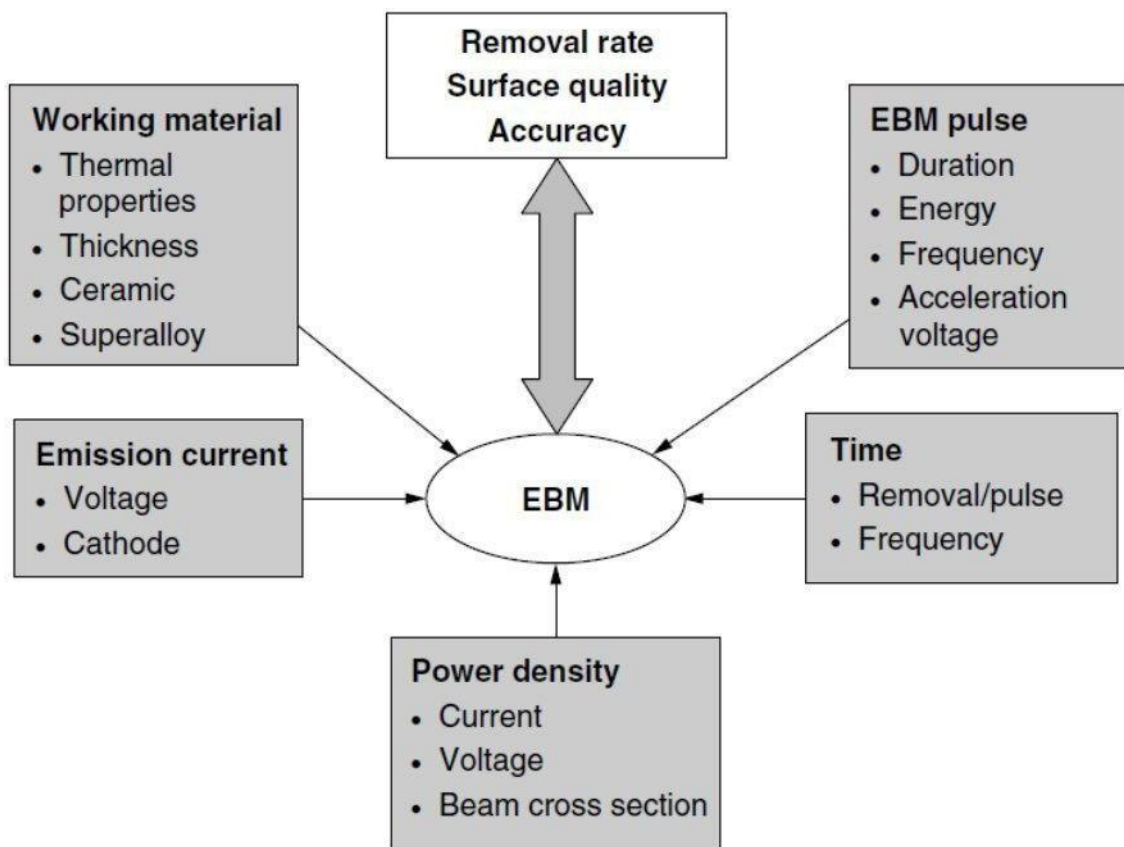 Removal rate
Surface quality
Accuracy
Working material
• Thermal
properties
• Thickness
• Ceramic
• Superalloy
EBM pulse
• Duration
• Energy
• Frequency
• Acceleration
voltage
Emission current
• Voltage
• Cathode
EBM
Time
• Removal/pulse
• Frequency
Power density
• Current
• Voltage
• Beam cross section